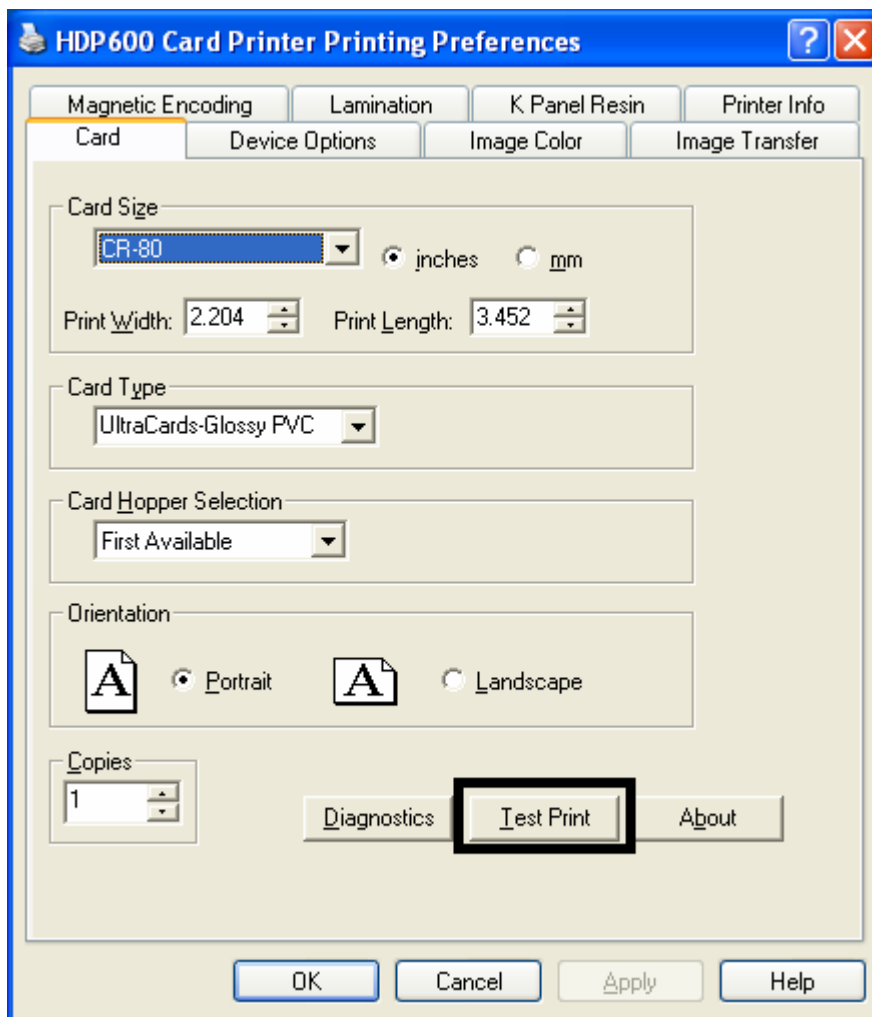 HDP600 Card Printer Printing Preferences
Magnetic Encoding Lamination K Panel Resin Printer Info
Card Device Options Image Color Image Transfer
Card Size
CR-80 inches mm
Print Width: 2.204 Print Length: 3.452
Card Type
UltraCards-Glossy PVC
Card Hopper Selection
First Available
Orientation
A Portrait A Landscape
Copies
1
Diagnostics Test Print About
OK Cancel Apply Help